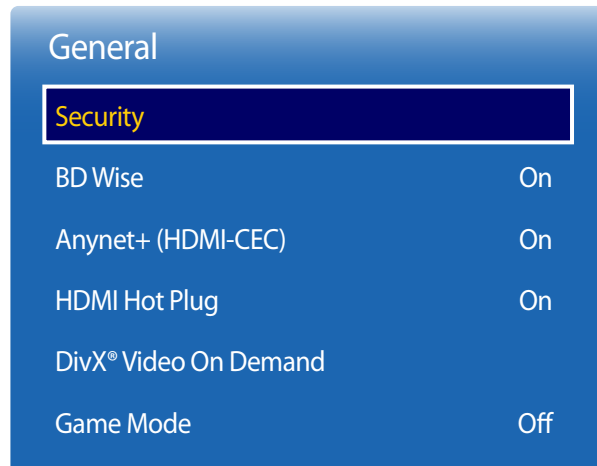 General
Security
BD Wise On
Anynet+ (HDMI-CEC) On
HDMI Hot Plug On
DivX® Video On Demand
Game Mode Off